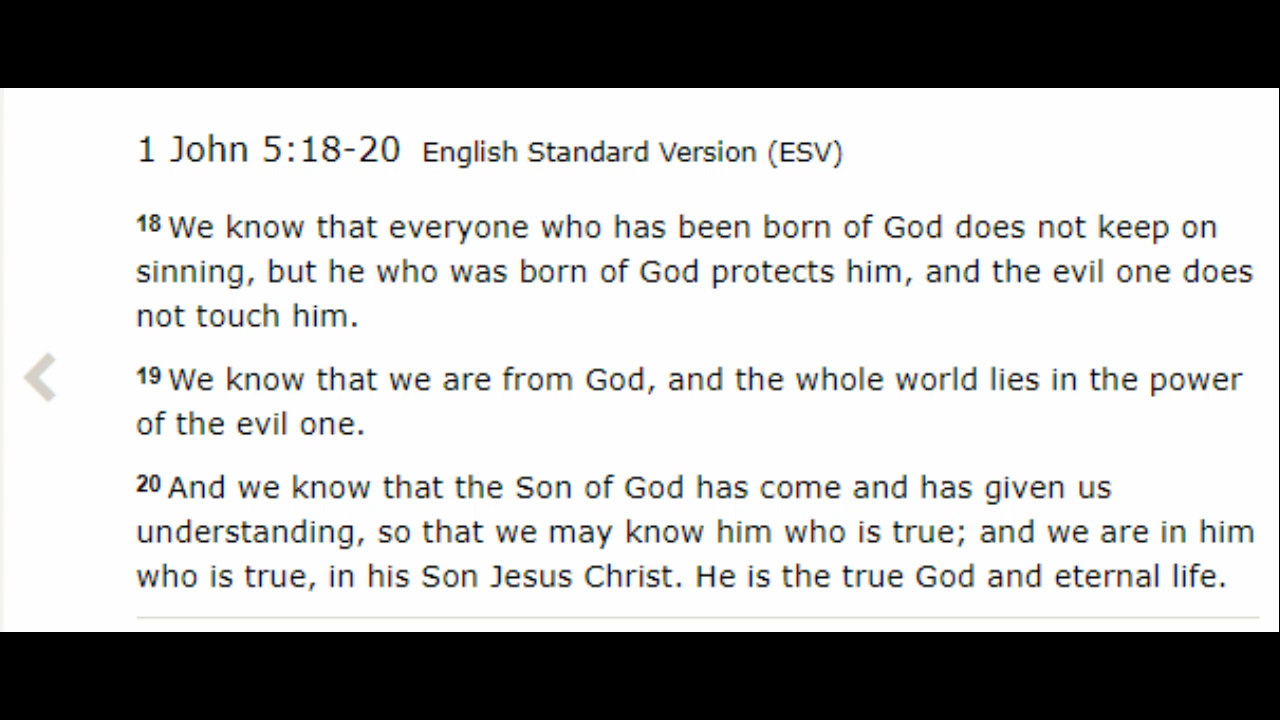 1 John 5:18-20 English Standard Version (ESV)
18 We know that everyone who has been born of God does not keep on
sinning, but he who was born of God protects him, and the evil one does
not touch him.
19 We know that we are from God, and the whole world lies in the power
of the evil one.
20 And we know that the Son of God has come and has given us
understanding, so that we may know him who is true; and we are in him
who is true, in his Son Jesus Christ. He is the true God and eternal life.